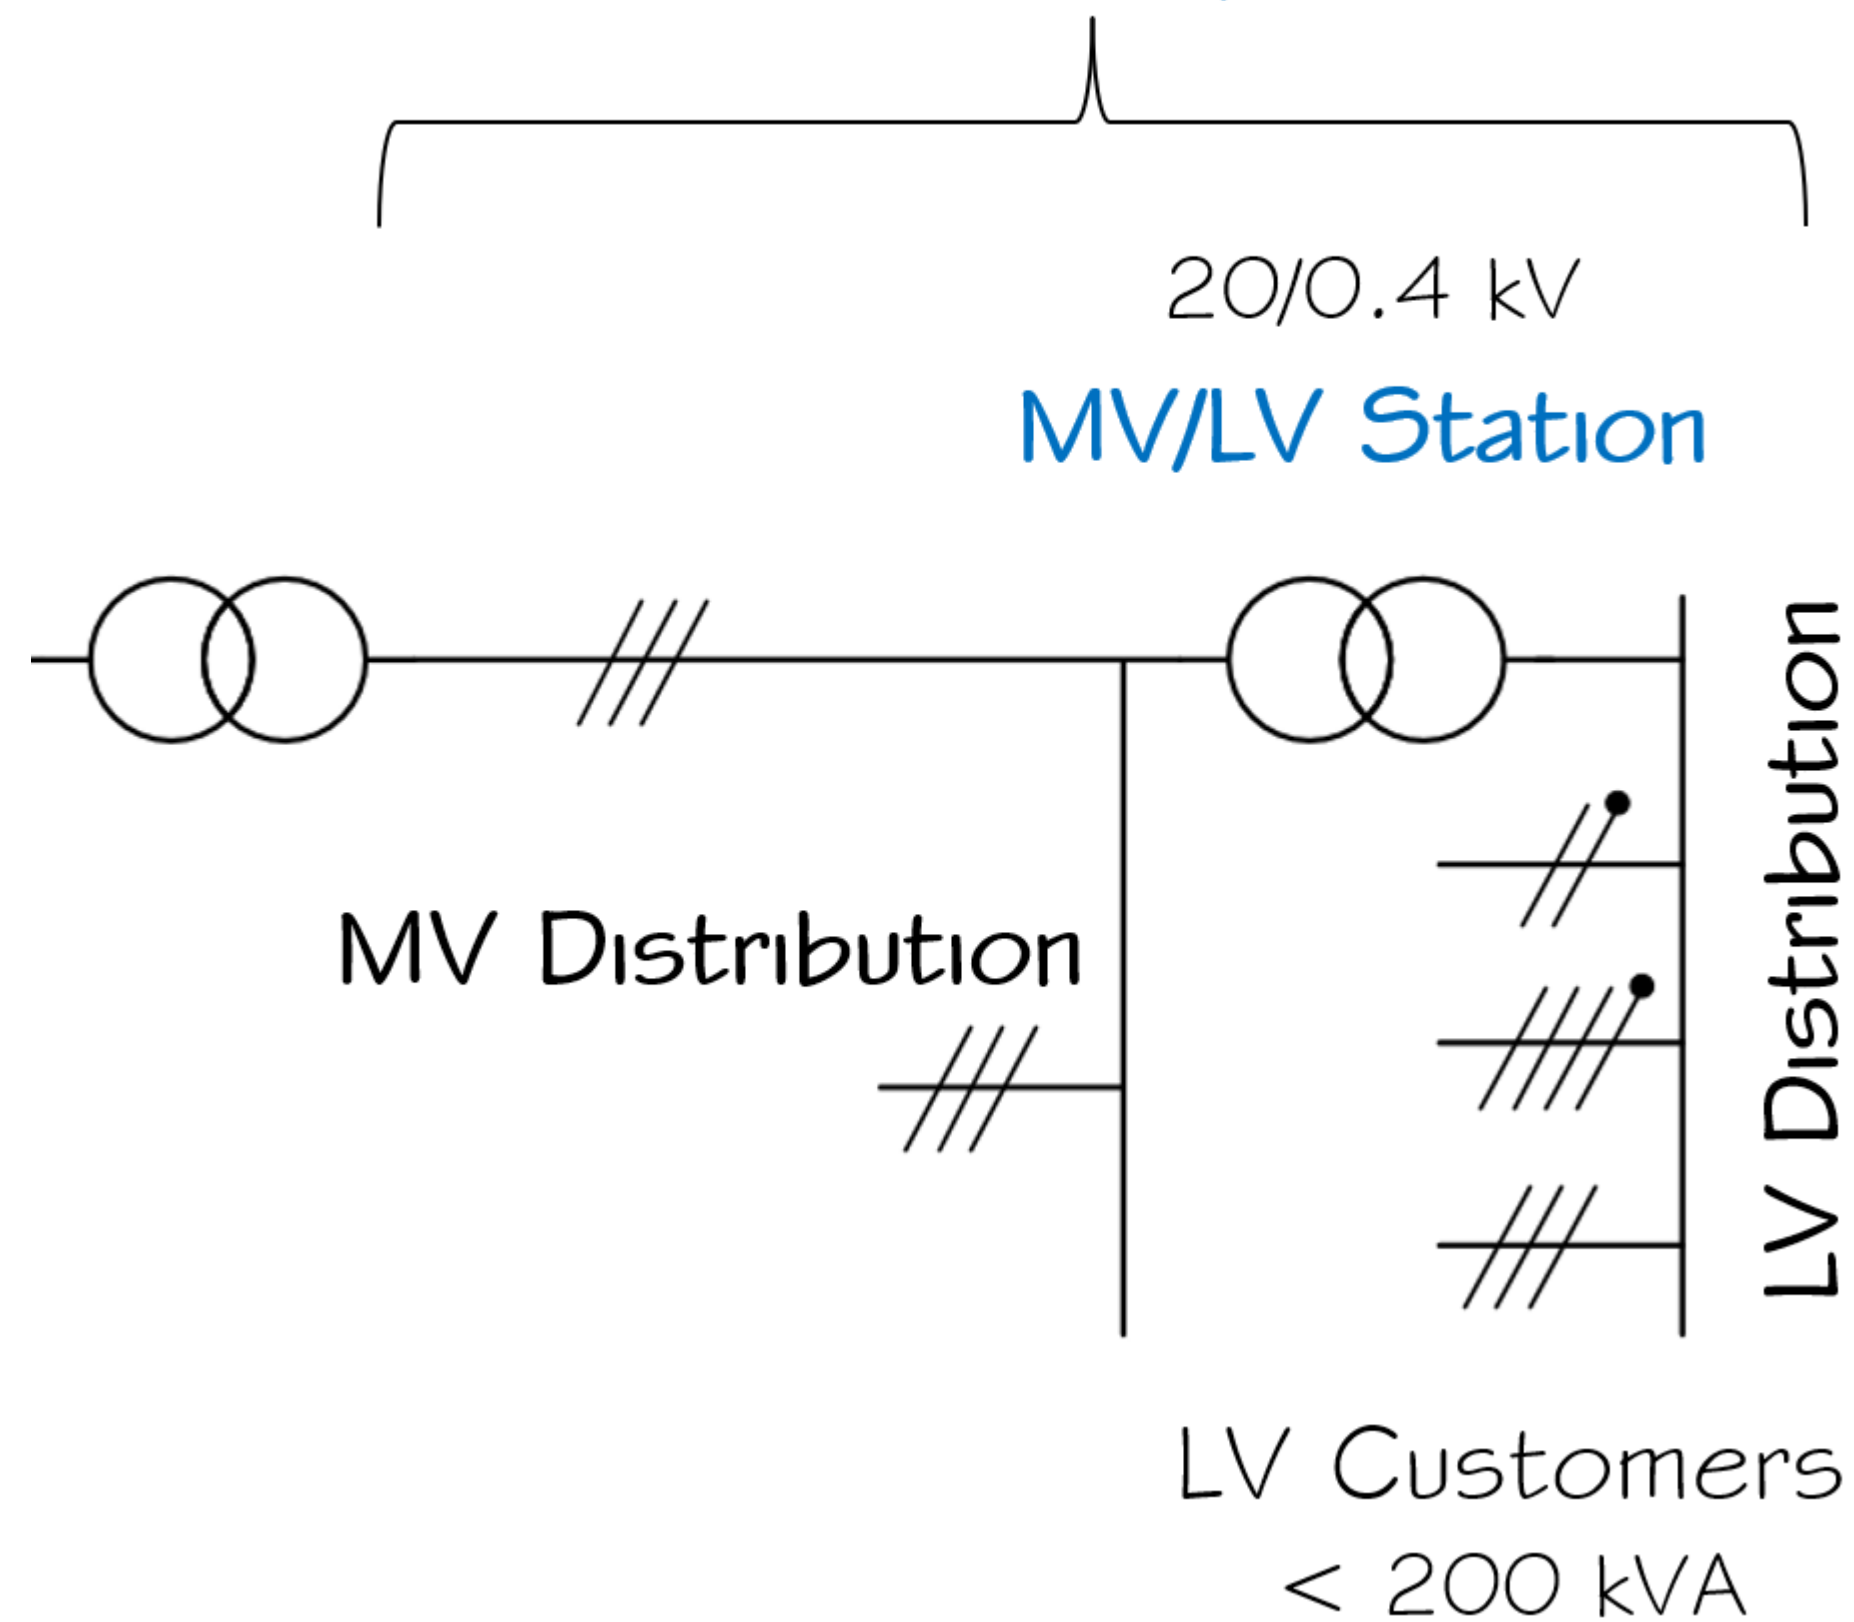 20/0.4 kV
MV/LV Station
MV Distribution
LV Distribution
LV Customers
< 200 kVA